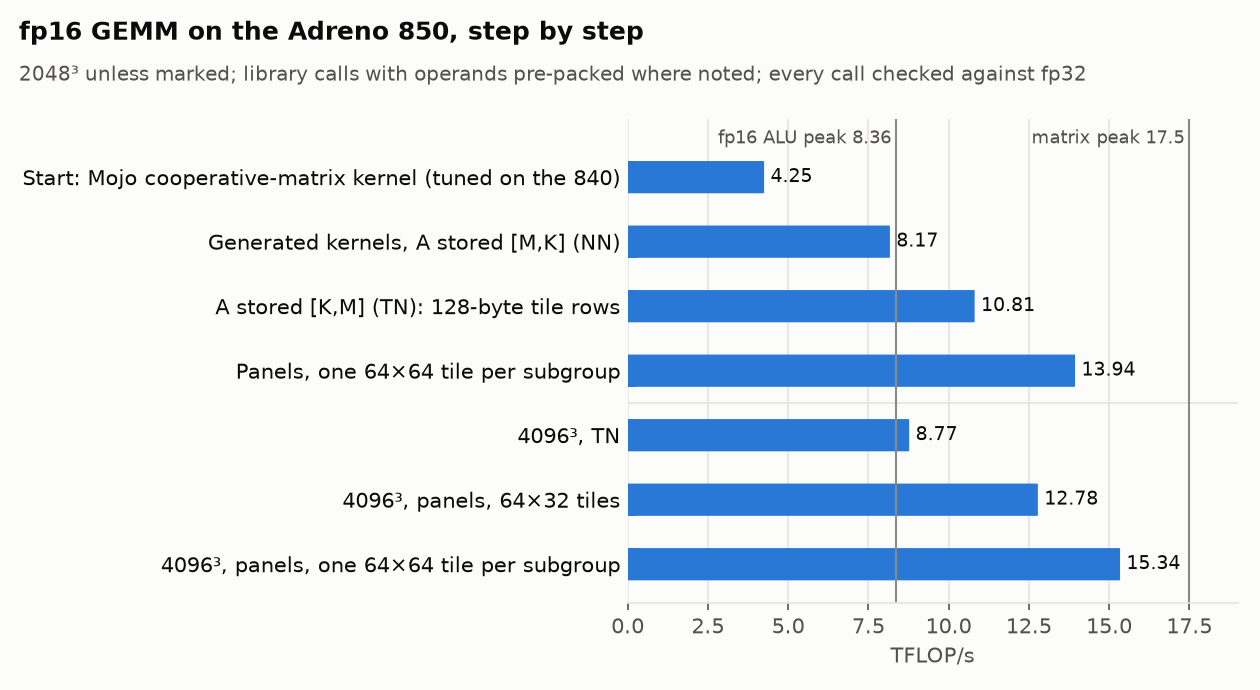 fp16 GEMM on the Adreno 850, step by step
2048³ unless marked; library calls with operands pre-packed where noted; every call checked against fp32
fp16 ALU peak 8.36
matrix peak 17.5
Start: Mojo cooperative-matrix kernel (tuned on the 840)
4.25
Generated kernels, A stored [M,K] (NN)
8.17
A stored [K,M] (TN): 128-byte tile rows
10.81
Panels, one 64×64 tile per subgroup
13.94
4096³, TN
8.77
4096³, panels, 64×32 tiles
12.78
4096³, panels, one 64×64 tile per subgroup
15.34
0.0 2.5 5.0 7.5 10.0 12.5 15.0 17.5
TFLOP/s